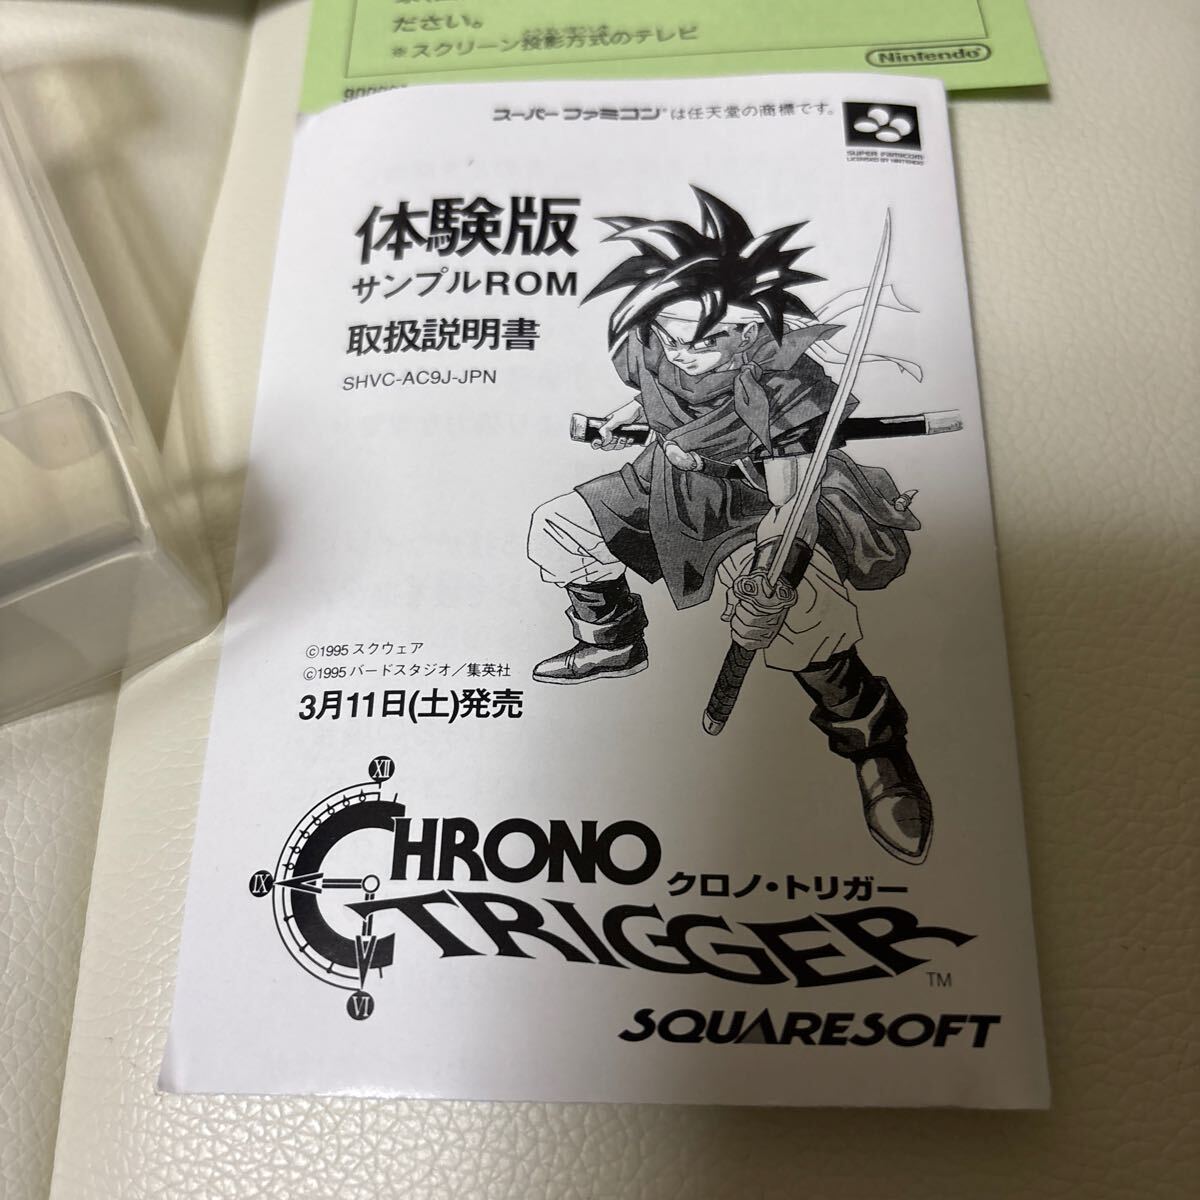 ださい。
※スクリーン投影方式のテレビ
Nintendo
スーパーファミコン®は任天堂の商標です。
SUPER FAMICOM
LICENSED BY NINTENDO
体験版
サンプルROM
取扱説明書
SHVC-AC9J-JPN
©1995 スクウェア
©1995 バードスタジオ／集英社
3月11日(土)発売
XII
IX
VI
CHRONO
クロノ・トリガー
TRIGGER
TM
SQUARESOFT